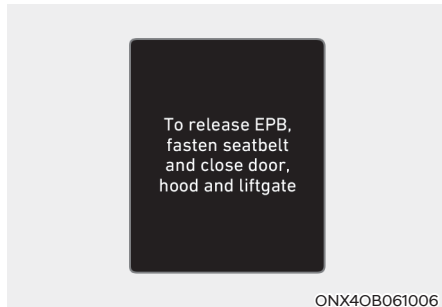 To release EPB,
fasten seatbelt
and close door,
hood and liftgate
ONX4OB061006